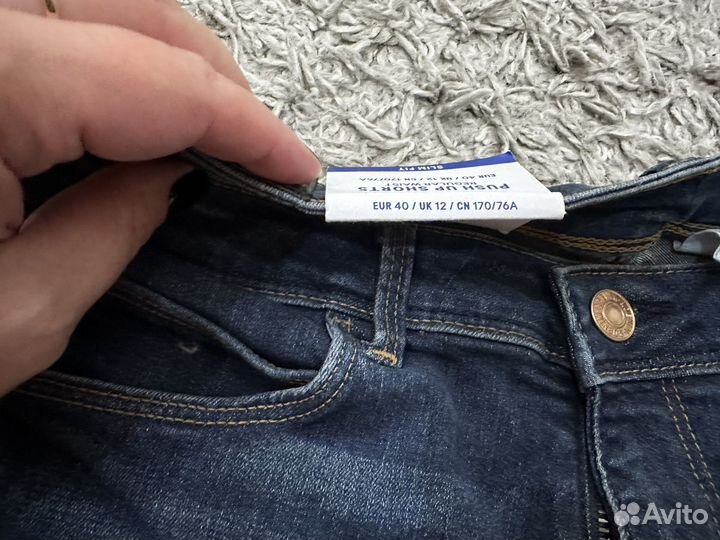 SLIM FIT
PUSH UP SHORTS
REGULAR WAIST
EUR 40 / UK 12 / CN 170/76A
EUR 40 / UK 12 / CN 170/76A
Avito